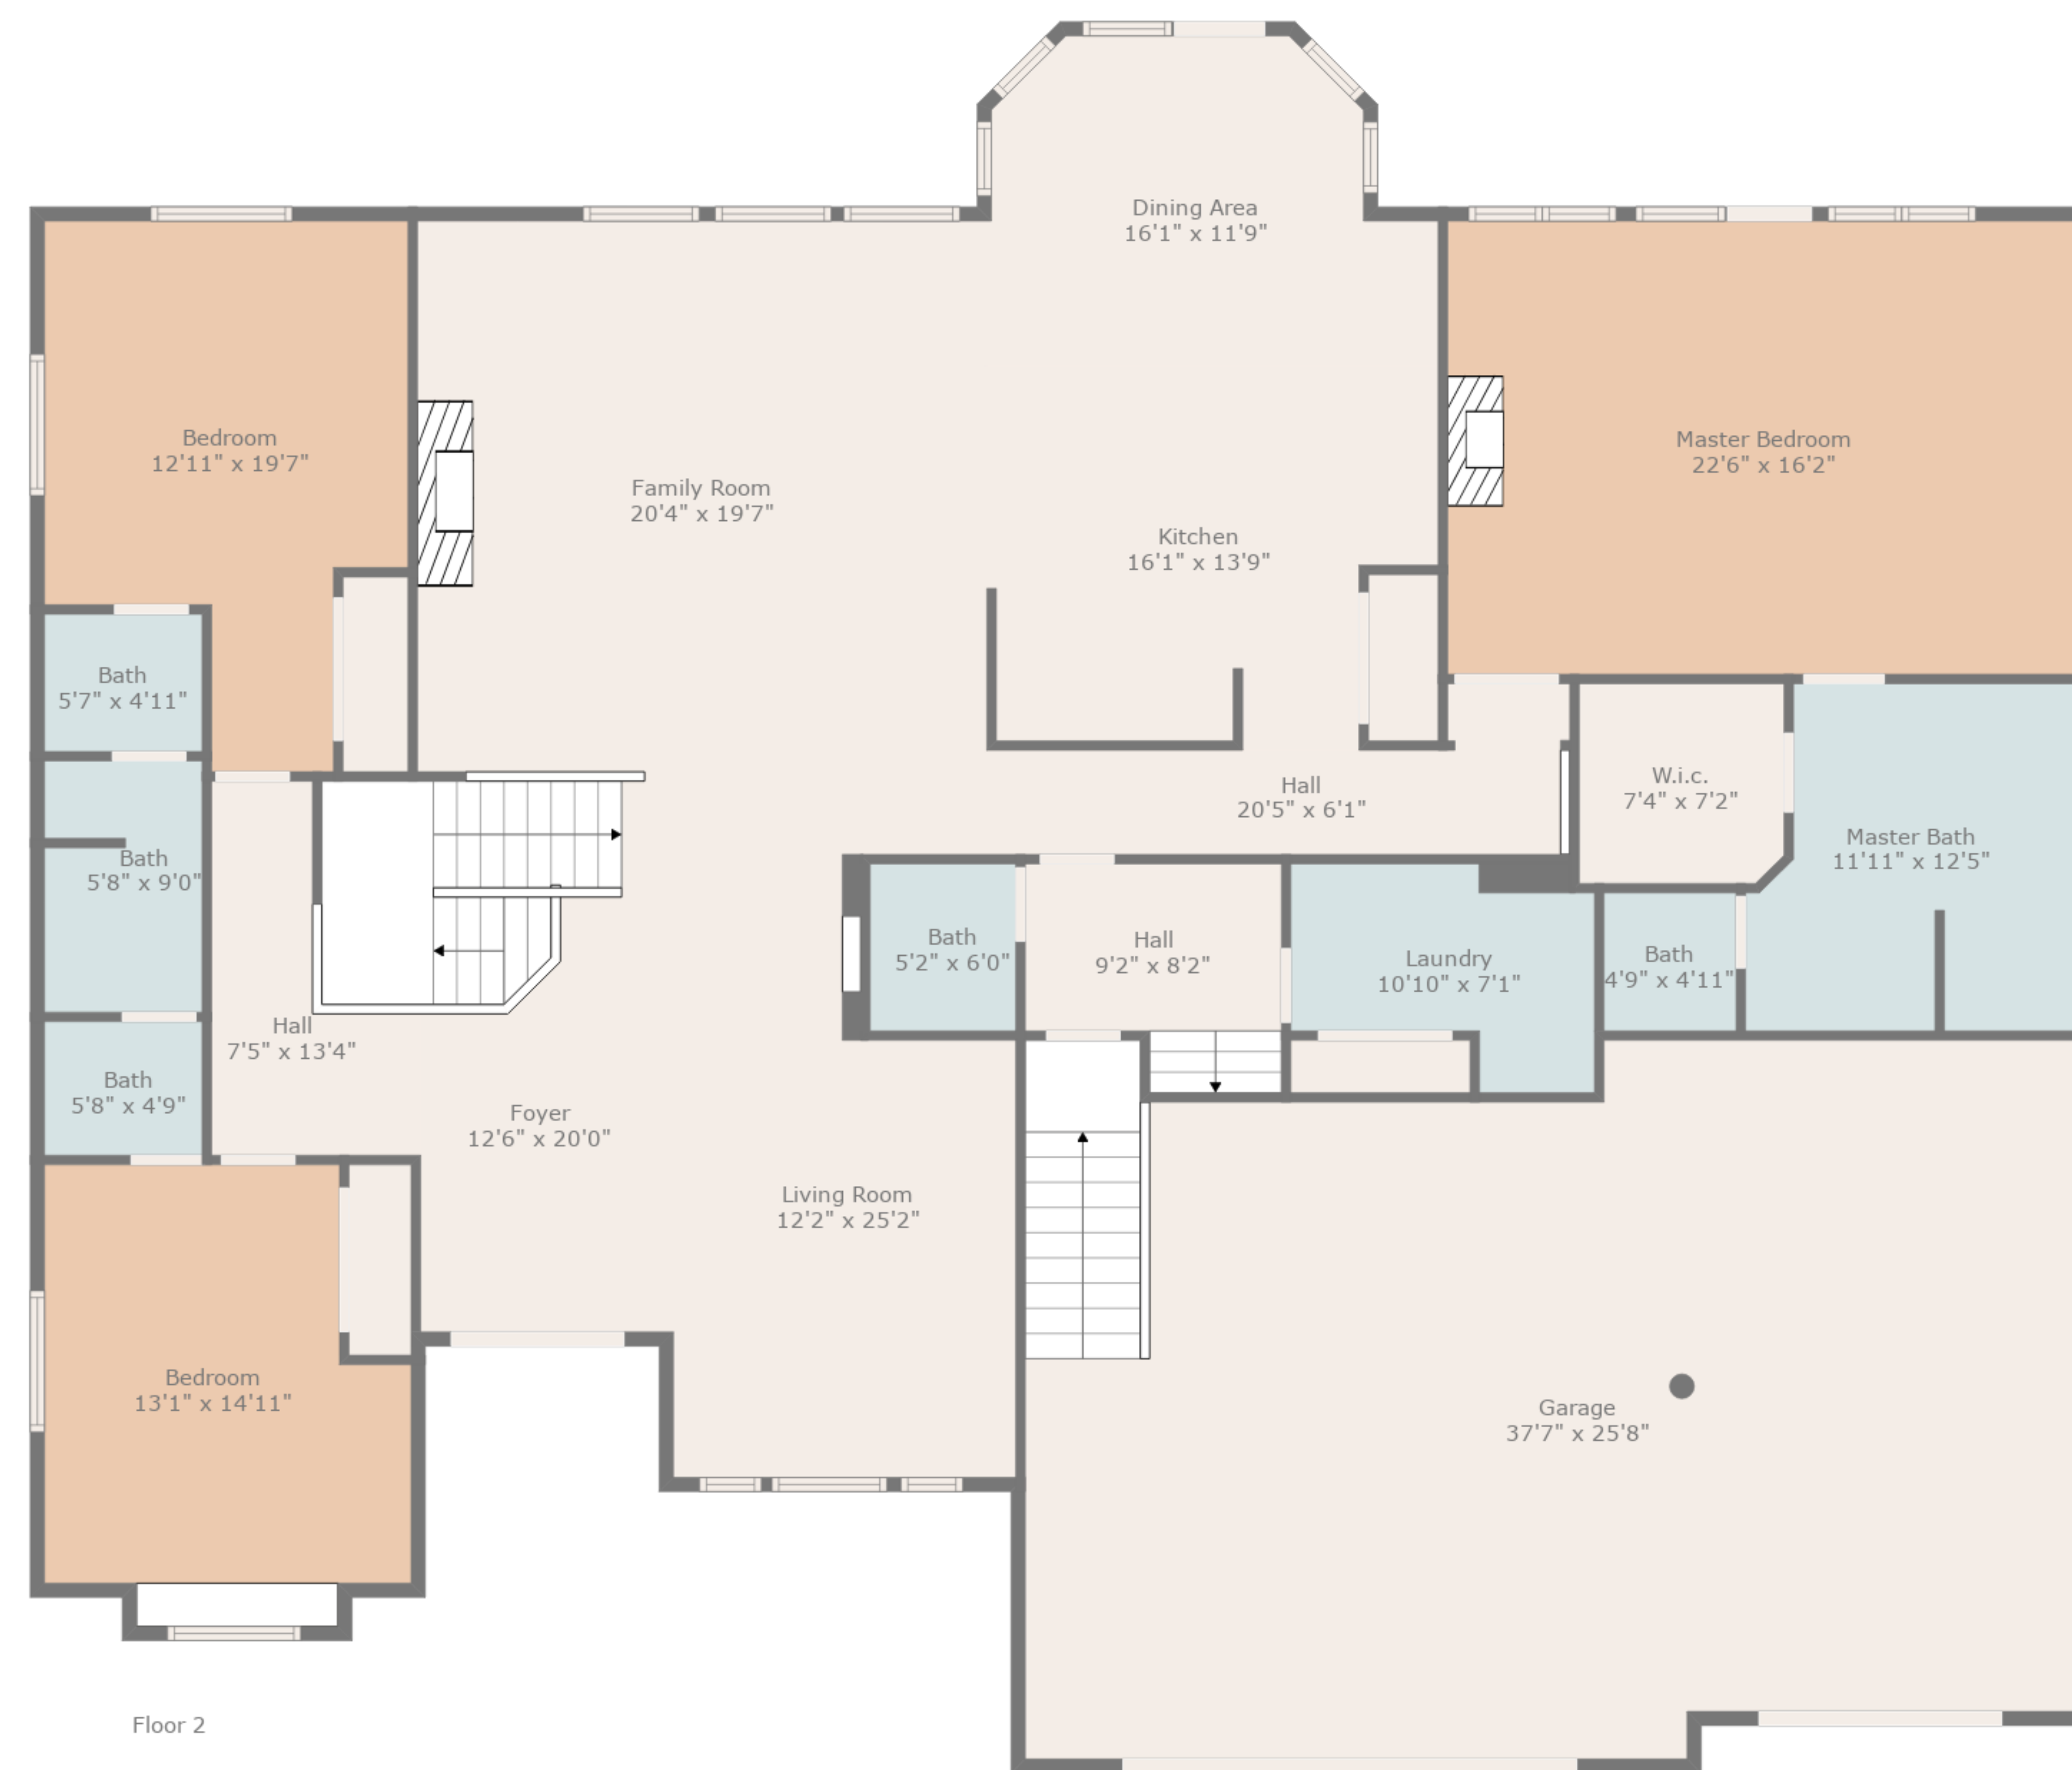 Dining Area
16'1" x 11'9"
Bedroom
12'11" x 19'7"
Master Bedroom
22'6" x 16'2"
Family Room
20'4" x 19'7"
Kitchen
16'1" x 13'9"
Bath
5'7" x 4'11"
Hall
20'5" x 6'1"
W.i.c.
7'4" x 7'2"
Master Bath
11'11" x 12'5"
Bath
5'8" x 9'0"
Bath
5'2" x 6'0"
Hall
9'2" x 8'2"
Laundry
10'10" x 7'1"
Bath
4'9" x 4'11"
Hall
7'5" x 13'4"
Bath
5'8" x 4'9"
Foyer
12'6" x 20'0"
Living Room
12'2" x 25'2"
Bedroom
13'1" x 14'11"
Garage
37'7" x 25'8"
Floor 2